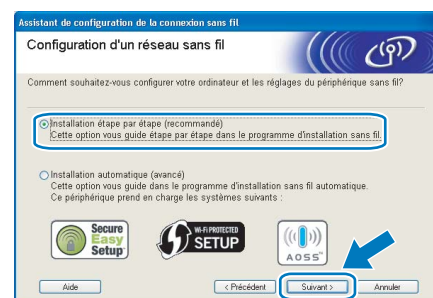 Assistant de configuration de la connexion sans fil
Configuration d'un réseau sans fil
Comment souhaitez-vous configurer votre ordinateur et les réglages du périphérique sans fil?
Installation étape par étape (recommandé)
Cette option vous guide étape par étape dans le programme d'installation sans fil.
Installation automatique (avancé)
Cette option vous guide dans le programme d'installation sans fil automatique.
Ce périphérique prend en charge les systèmes suivants :
Secure
Easy
Setup
WI-FI PROTECTED
SETUP
AOSS
Aide
< Précédent
Suivant >
Annuler